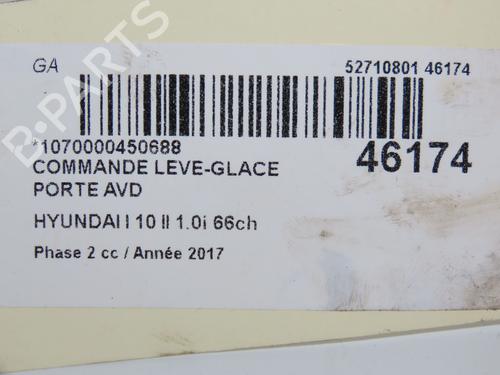 GA
52710801 46174
*1070000450688
46174
COMMANDE LEVE-GLACE
PORTE AVD
HYUNDAI I 10 II 1.0i 66ch
Phase 2 cc / Année 2017
B-PARTS